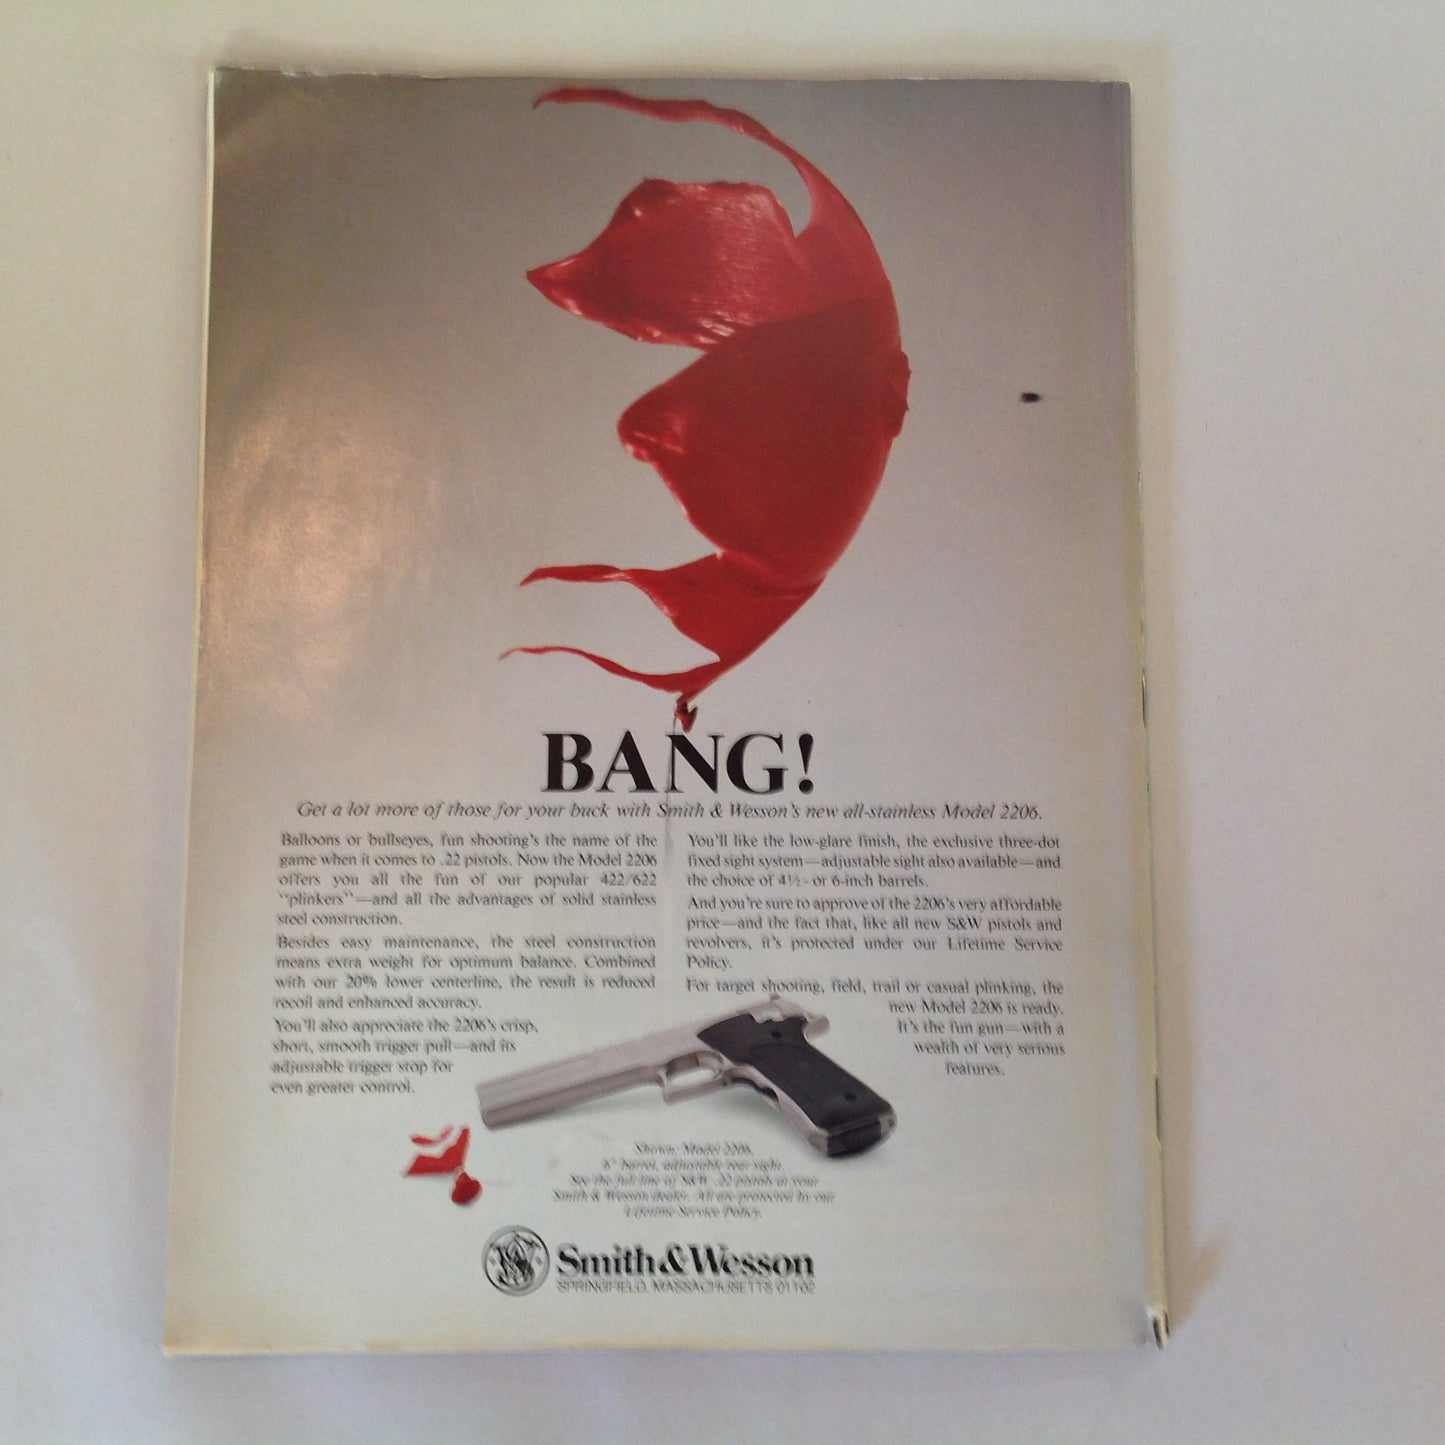 BANG!
Get a lot more of those for your buck with Smith & Wesson's new all-stainless Model 2206.
Balloons or bullseyes, fun shooting's the name of the
game when it comes to .22 pistols. Now the Model 2206
offers you all the fun of our popular 422/622
"plinkers"—and all the advantages of solid stainless
steel construction.
Besides easy maintenance, the steel construction
means extra weight for optimum balance. Combined
with our 20% lower centerline, the result is reduced
recoil and enhanced accuracy.
You'll also appreciate the 2206's crisp,
short, smooth trigger pull—and its
adjustable trigger stop for
even greater control.
You'll like the low-glare finish, the exclusive three-dot
fixed sight system—adjustable sight also available—and
the choice of 4½- or 6-inch barrels.
And you're sure to approve of the 2206's very affordable
price—and the fact that, like all new S&W pistols and
revolvers, it's protected under our Lifetime Service
Policy.
For target shooting, field, trail or casual plinking, the
new Model 2206 is ready.
It's the fun gun—with a
wealth of very serious
features.
Shown: Model 2206,
6" barrel, adjustable rear sight.
See the full line of S&W .22 pistols at your
Smith & Wesson dealer. All are protected by our
Lifetime Service Policy.
Smith & Wesson
SPRINGFIELD, MASSACHUSETTS 01102